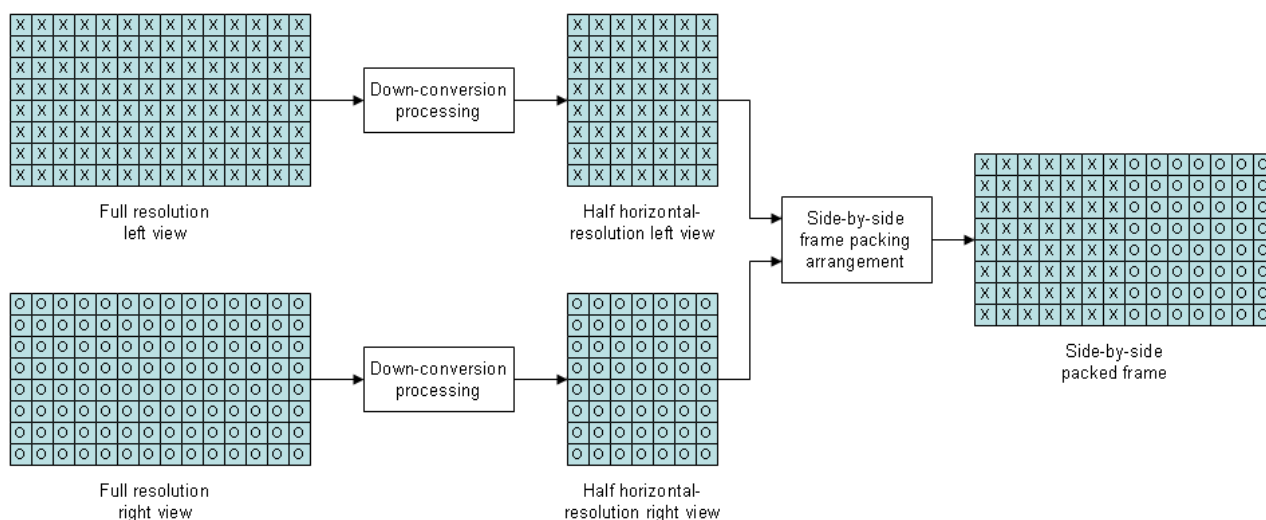 X X X X X X X X X X X X X X
X X X X X X X X X X X X X X
X X X X X X X X X X X X X X
X X X X X X X X X X X X X X
X X X X X X X X X X X X X X
X X X X X X X X X X X X X X
X X X X X X X X X X X X X X
X X X X X X X X X X X X X X
Full resolution
left view
Down-conversion
processing
X X X X X X X
X X X X X X X
X X X X X X X
X X X X X X X
X X X X X X X
X X X X X X X
X X X X X X X
X X X X X X X
Half horizontal-
resolution left view
O O O O O O O O O O O O O O
O O O O O O O O O O O O O O
O O O O O O O O O O O O O O
O O O O O O O O O O O O O O
O O O O O O O O O O O O O O
O O O O O O O O O O O O O O
O O O O O O O O O O O O O O
O O O O O O O O O O O O O O
Full resolution
right view
Down-conversion
processing
O O O O O O O
O O O O O O O
O O O O O O O
O O O O O O O
O O O O O O O
O O O O O O O
O O O O O O O
O O O O O O O
Half horizontal-
resolution right view
Side-by-side
frame packing
arrangement
X X X X X X X O O O O O O O
X X X X X X X O O O O O O O
X X X X X X X O O O O O O O
X X X X X X X O O O O O O O
X X X X X X X O O O O O O O
X X X X X X X O O O O O O O
X X X X X X X O O O O O O O
X X X X X X X O O O O O O O
Side-by-side
packed frame